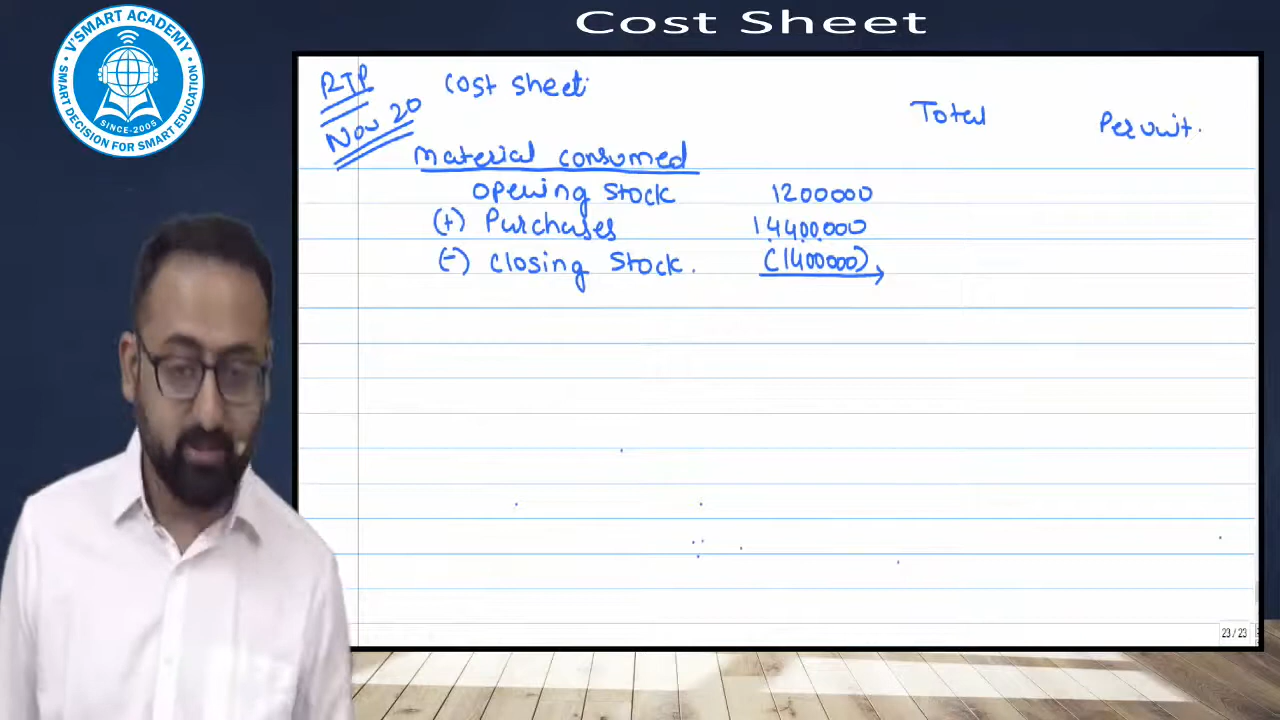 Cost Sheet
V'SMART ACADEMY
SINCE-2005
SMART DECISION FOR SMART EDUCATION
RTP
Nov 20
Cost sheet
Total
Per unit.
Material consumed
Opening Stock 1200000
(+) Purchases 14400000
(-) Closing Stock. (1400000)
23 / 23